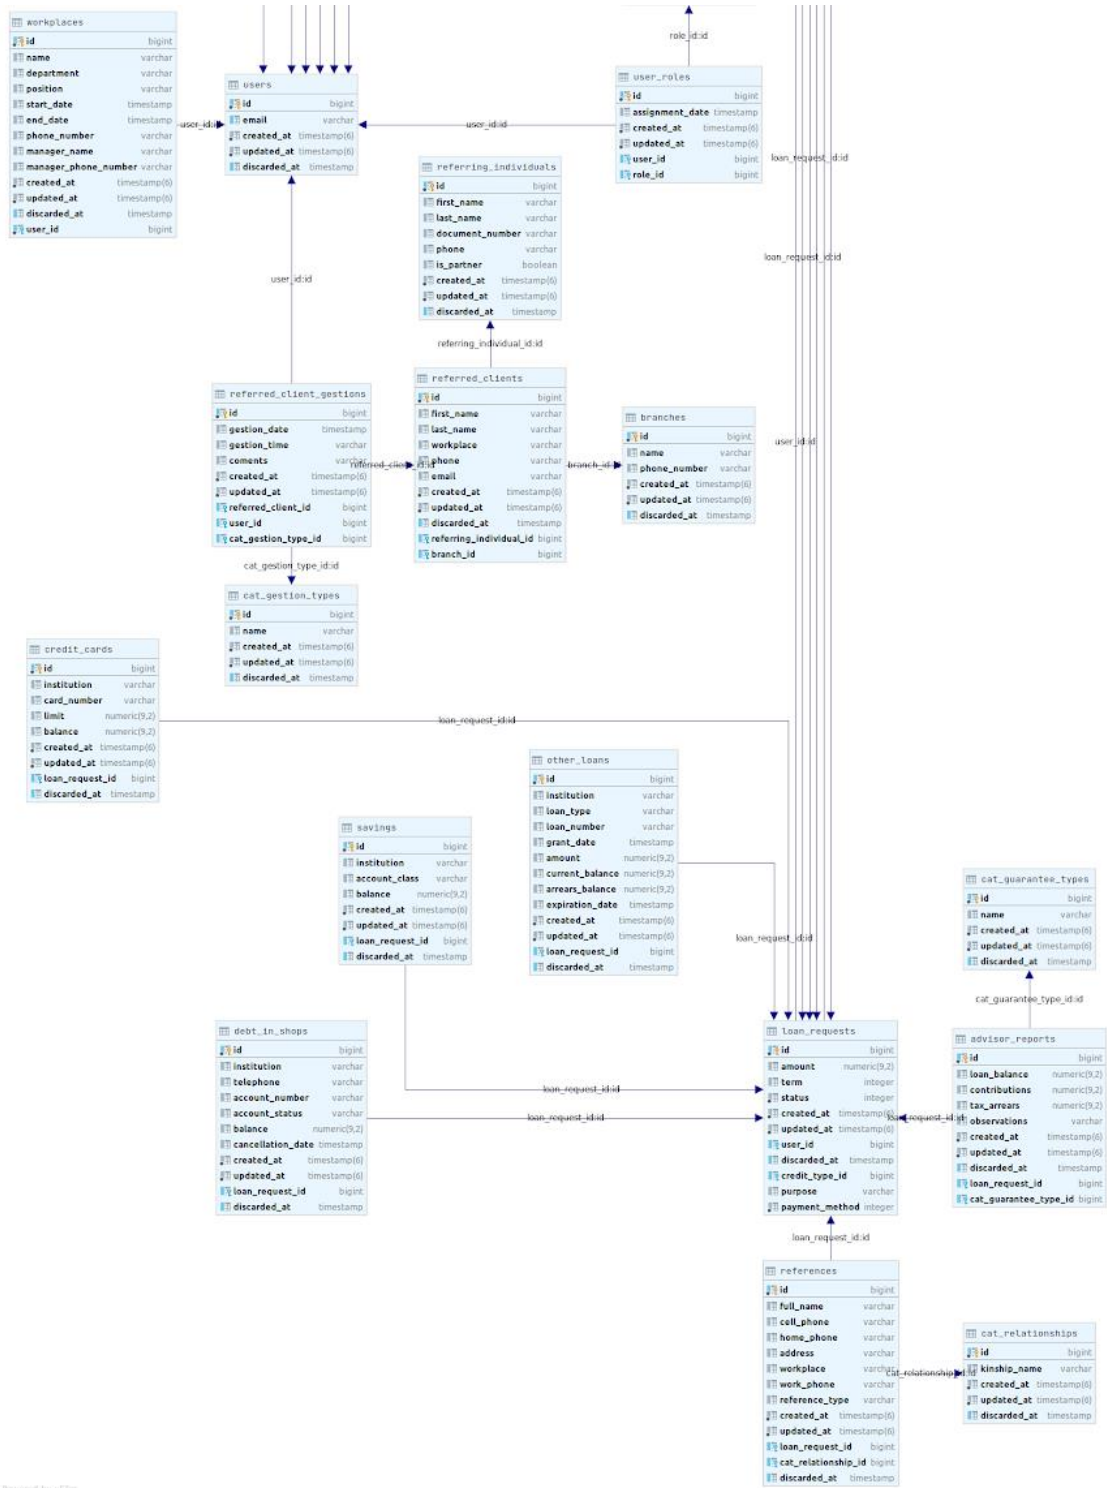 workplaces
id bigint
name varchar
department varchar
position varchar
start_date timestamp
end_date timestamp
phone_number varchar
manager_name varchar
manager_phone_number varchar
created_at timestamp(6)
updated_at timestamp(6)
discarded_at timestamp
user_id bigint
user_id:id
users
id bigint
email varchar
created_at timestamp(6)
updated_at timestamp(6)
discarded_at timestamp
user_id:id
role_id:id
user_roles
id bigint
assignment_date timestamp
created_at timestamp(6)
updated_at timestamp(6)
user_id bigint
role_id bigint
loan_request_id:id
loan_request_id:id
user_id:id
referring_individuals
id bigint
first_name varchar
last_name varchar
document_number varchar
phone varchar
is_partner boolean
created_at timestamp(6)
updated_at timestamp(6)
discarded_at timestamp
user_id:id
referring_individual_id:id
referred_client_gestions
id bigint
gestion_date timestamp
gestion_time varchar
coments varchar
created_at timestamp(6)
updated_at timestamp(6)
referred_client_id bigint
user_id bigint
cat_gestion_type_id bigint
referred_client_id:id
referred_clients
id bigint
first_name varchar
last_name varchar
workplace varchar
phone varchar
email varchar
created_at timestamp(6)
updated_at timestamp(6)
discarded_at timestamp
referring_individual_id bigint
branch_id bigint
branch_id:id
branches
id bigint
name varchar
phone_number varchar
created_at timestamp(6)
updated_at timestamp(6)
discarded_at timestamp
cat_gestion_type_id:id
cat_gestion_types
id bigint
name varchar
created_at timestamp(6)
updated_at timestamp(6)
discarded_at timestamp
credit_cards
id bigint
institution varchar
card_number varchar
limit numeric(9,2)
balance numeric(9,2)
created_at timestamp(6)
updated_at timestamp(6)
loan_request_id bigint
discarded_at timestamp
loan_request_id:id
other_loans
id bigint
institution varchar
loan_type varchar
loan_number varchar
grant_date timestamp
amount numeric(9,2)
current_balance numeric(9,2)
arrears_balance numeric(9,2)
expiration_date timestamp
created_at timestamp(6)
updated_at timestamp(6)
loan_request_id bigint
discarded_at timestamp
loan_request_id:id
savings
id bigint
institution varchar
account_class varchar
balance numeric(9,2)
created_at timestamp(6)
updated_at timestamp(6)
loan_request_id bigint
discarded_at timestamp
loan_request_id:id
cat_guarantee_types
id bigint
name varchar
created_at timestamp(6)
updated_at timestamp(6)
discarded_at timestamp
cat_guarantee_type_id:id
debt_in_shops
id bigint
institution varchar
telephone varchar
account_number varchar
account_status varchar
balance numeric(9,2)
cancellation_date timestamp
created_at timestamp(6)
updated_at timestamp(6)
loan_request_id bigint
discarded_at timestamp
loan_request_id:id
loan_requests
id bigint
amount numeric(9,2)
term integer
status integer
created_at timestamp(6)
updated_at timestamp(6)
user_id bigint
discarded_at timestamp
credit_type_id bigint
purpose varchar
payment_method integer
loan_request_id:id
advisor_reports
id bigint
loan_balance numeric(9,2)
contributions numeric(9,2)
tax_arrears numeric(9,2)
observations varchar
created_at timestamp(6)
updated_at timestamp(6)
discarded_at timestamp
loan_request_id bigint
cat_guarantee_type_id bigint
loan_request_id:id
references
id bigint
full_name varchar
cell_phone varchar
home_phone varchar
address varchar
workplace varchar
work_phone varchar
reference_type varchar
created_at timestamp(6)
updated_at timestamp(6)
loan_request_id bigint
cat_relationship_id bigint
discarded_at timestamp
cat_relationship_id:id
cat_relationships
id bigint
kinship_name varchar
created_at timestamp(6)
updated_at timestamp(6)
discarded_at timestamp